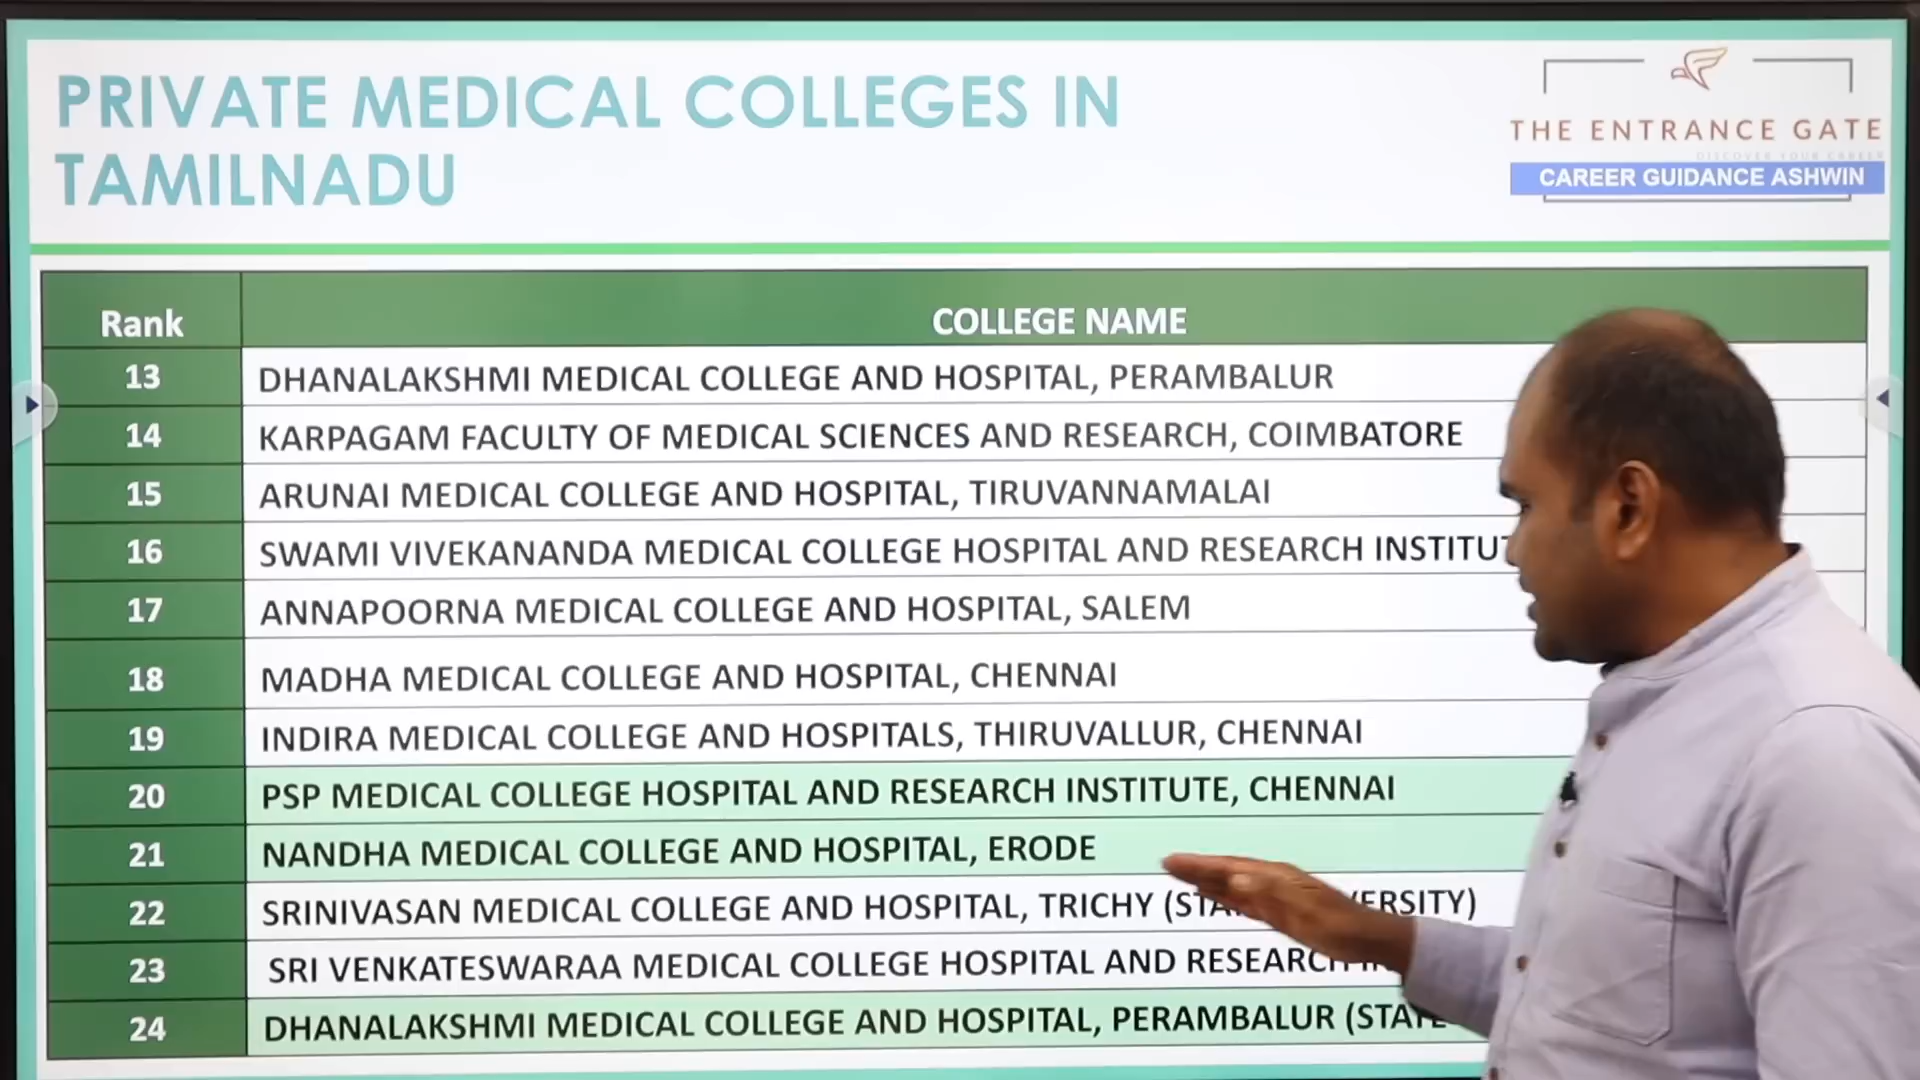 PRIVATE MEDICAL COLLEGES IN
TAMILNADU
THE ENTRANCE GATE
DISCOVER YOUR CAREER
CAREER GUIDANCE ASHWIN
Rank COLLEGE NAME
13 DHANALAKSHMI MEDICAL COLLEGE AND HOSPITAL, PERAMBALUR
14 KARPAGAM FACULTY OF MEDICAL SCIENCES AND RESEARCH, COIMBATORE
15 ARUNAI MEDICAL COLLEGE AND HOSPITAL, TIRUVANNAMALAI
16 SWAMI VIVEKANANDA MEDICAL COLLEGE HOSPITAL AND RESEARCH
17 ANNAPOORNA MEDICAL COLLEGE AND HOSPITAL, SALEM
18 MADHA MEDICAL COLLEGE AND HOSPITAL, CHENNAI
19 INDIRA MEDICAL COLLEGE AND HOSPITALS, THIRUVALLUR, CHENNAI
20 PSP MEDICAL COLLEGE HOSPITAL AND RESEARCH INSTITUTE, CHENNAI
21 NANDHA MEDICAL COLLEGE AND HOSPITAL, ERODE
22 SRINIVASAN MEDICAL COLLEGE AND HOSPITAL, TRICHY
23 SRI VENKATESWARAA MEDICAL COLLEGE HOSPITAL AND RESEARCH
24 DHANALAKSHMI MEDICAL COLLEGE AND HOSPITAL, PERAMBALUR (STATE